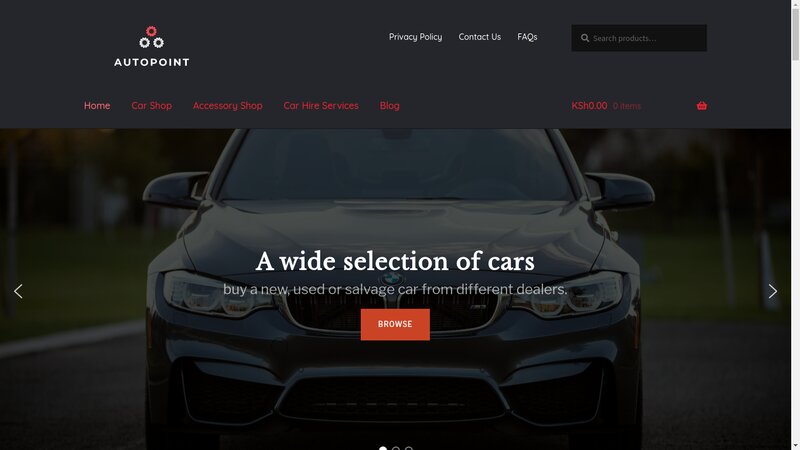 AUTOPOINT
Privacy Policy Contact Us FAQs
Search products...
Home Car Shop Accessory Shop Car Hire Services Blog
KSh0.00 0 items
A wide selection of cars
buy a new, used or salvage car from different dealers.
BROWSE